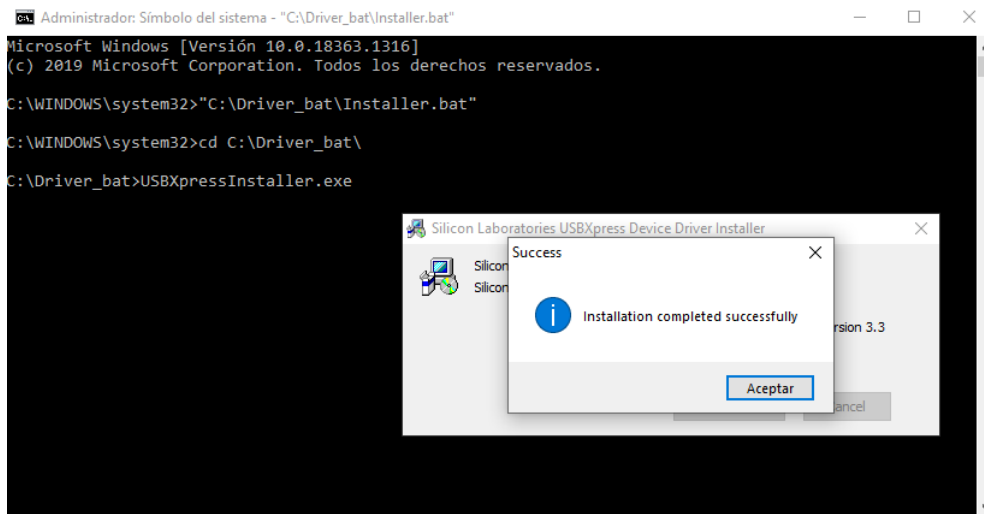 Administrador: Símbolo del sistema - "C:\Driver_bat\Installer.bat"
Microsoft Windows [Versión 10.0.18363.1316]
(c) 2019 Microsoft Corporation. Todos los derechos reservados.
C:\WINDOWS\system32>"C:\Driver_bat\Installer.bat"
C:\WINDOWS\system32>cd C:\Driver_bat\
C:\Driver_bat>USBXpressInstaller.exe
Silicon Laboratories USBXpress Device Driver Installer
Success
Silicon
Silicon
Installation completed successfully
rsion 3.3
Aceptar
ancel